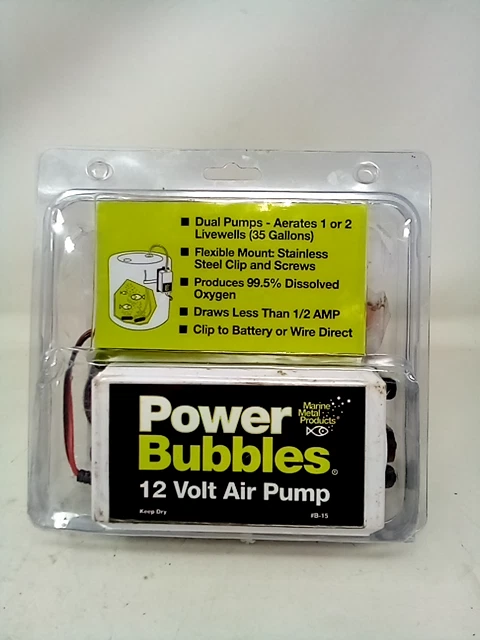 ■ Dual Pumps - Aerates 1 or 2
Livewells (35 Gallons)
■ Flexible Mount: Stainless
Steel Clip and Screws
■ Produces 99.5% Dissolved
Oxygen
■ Draws Less Than 1/2 AMP
■ Clip to Battery or Wire Direct
Power
Marine
Metal
Products®
Bubbles®
12 Volt Air Pump
Keep Dry
#B-15